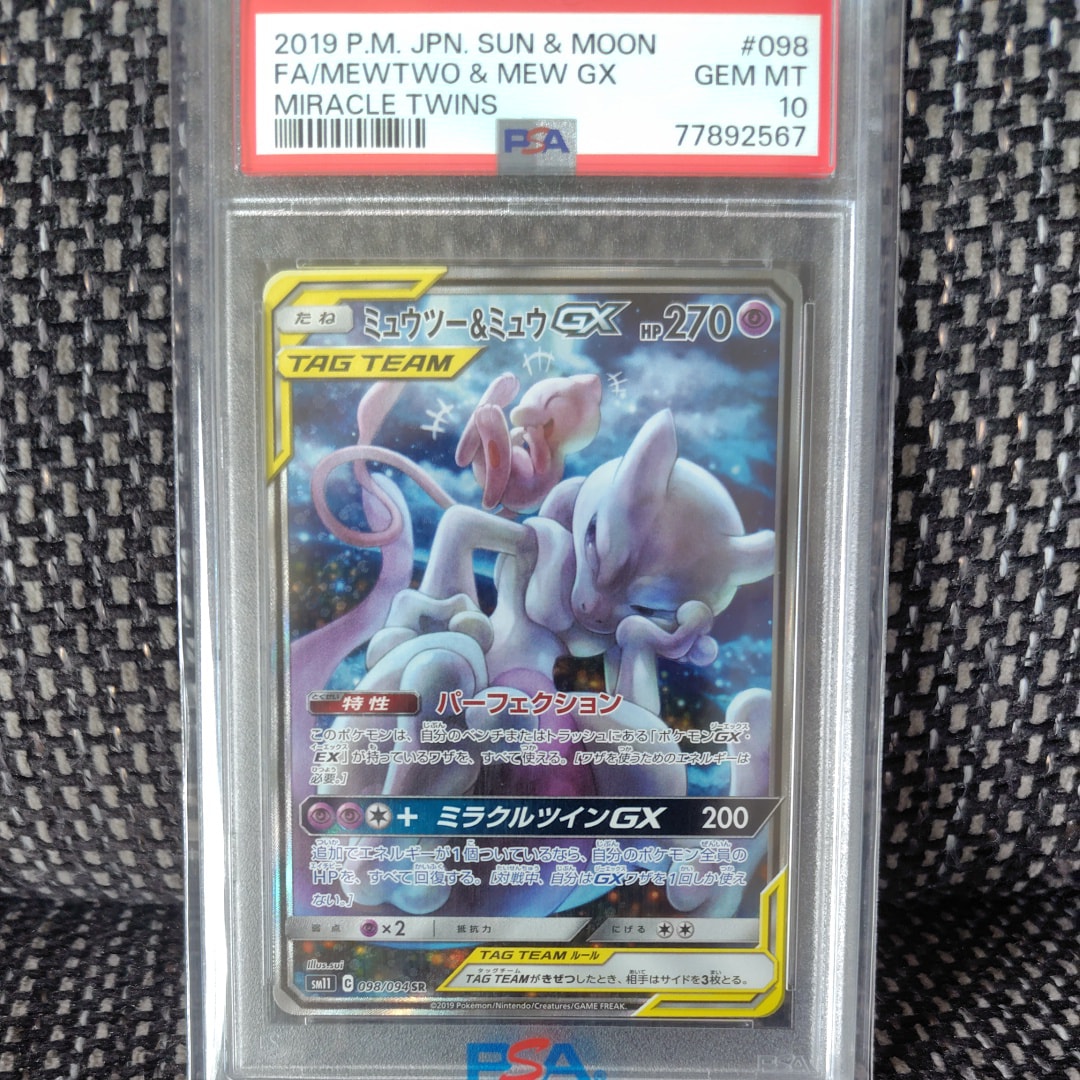 2019 P.M. JPN. SUN & MOON #098
FA/MEWTWO & MEW GX GEM MT
MIRACLE TWINS 10
PSA 77892567
たね ミュウツー&ミュウGX HP270
TAG TEAM
特性 パーフェクション
このポケモンは、自分のベンチまたはトラッシュにある「ポケモンGX・
EX」が持っているワザを、すべて使える。[ワザを使うためのエネルギーは
必要。]
+ ミラクルツインGX 200
追加でエネルギーが1個ついているなら、自分のポケモン全員の
HPを、すべて回復する。[対戦中、自分はGXワザを1回しか使え
ない。]
弱点 ×2 抵抗力 にげる
TAG TEAM ルール
TAG TEAMがきぜつしたとき、相手はサイドを3枚とる。
Illus.sui
SM11 C 098/094 SR
©2019 Pokémon/Nintendo/Creatures/GAME FREAK.
PSA